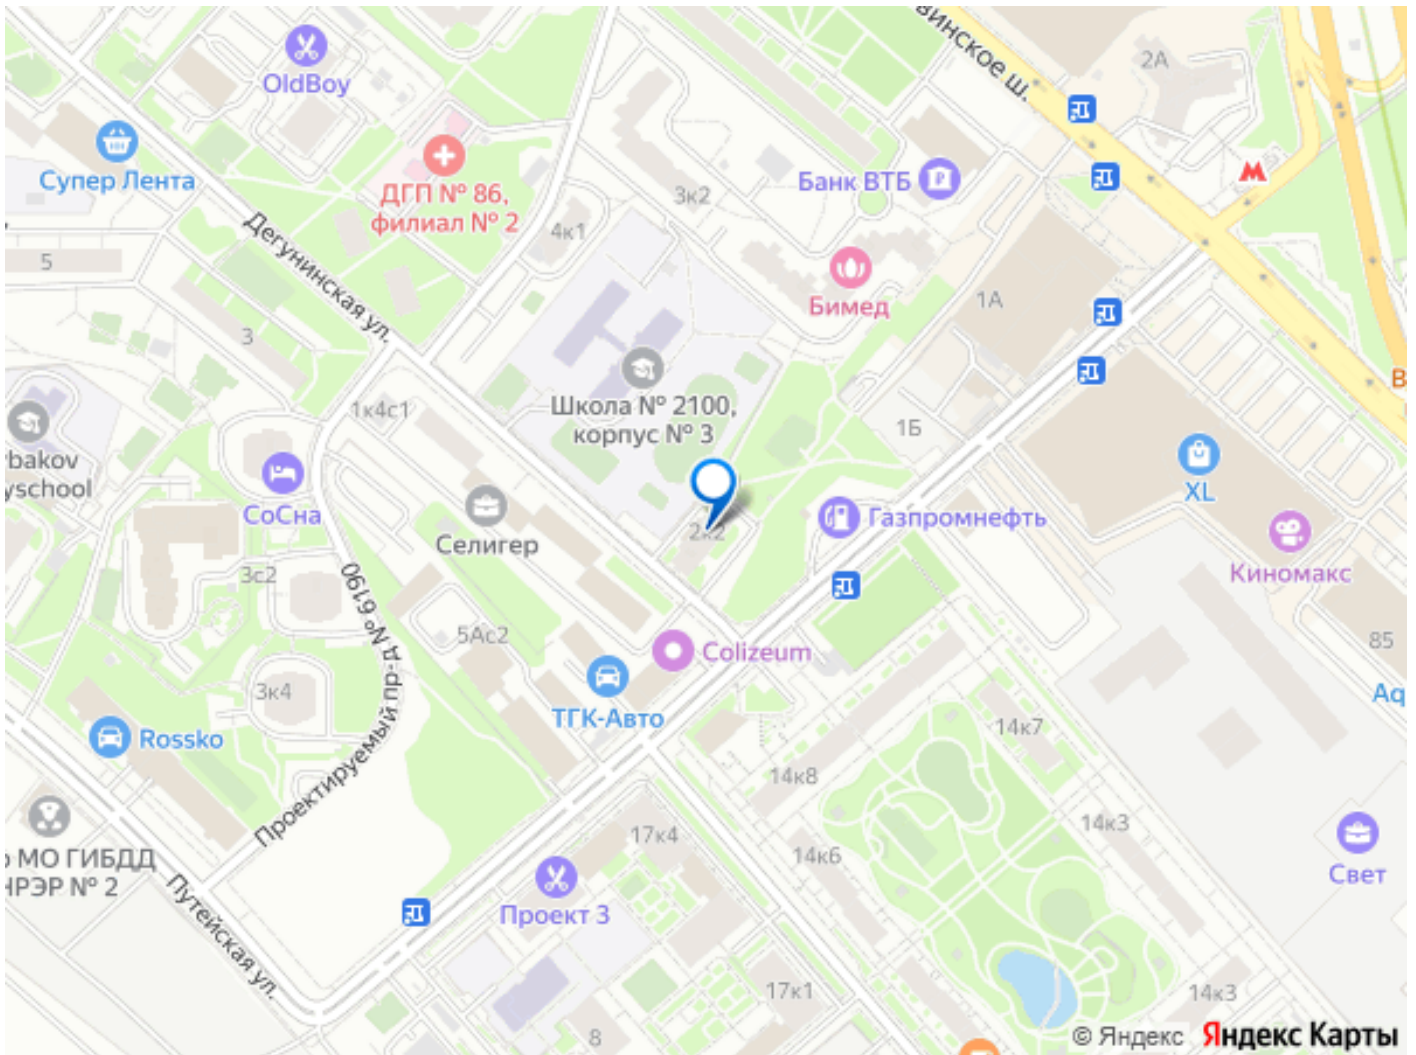 ВИНСКОЕ Ш.
2А
OldBoy
Супер Лента
ДГП № 86,
филиал № 2
3к2
Банк ВТБ
М
4к1
Дегунинская ул.
5
3
Бимед
1А
Школа № 2100,
корпус № 3
1к4с1
1Б
В
bakov
yschool
СоСна
Селигер
2к2
Газпромнефть
XL
Киномакс
3с2
5Ас2
Colizeum
85
3к4
ТГК-Авто
Aq
Rossko
Проектируемый пр-д № 6190
14к7
14к8
14к3
17к4
14к6
Свет
МО ГИБДД
НРЭР № 2
Проект 3
Путейская ул.
17к1
14к3
8
© Яндекс Яндекс Карты